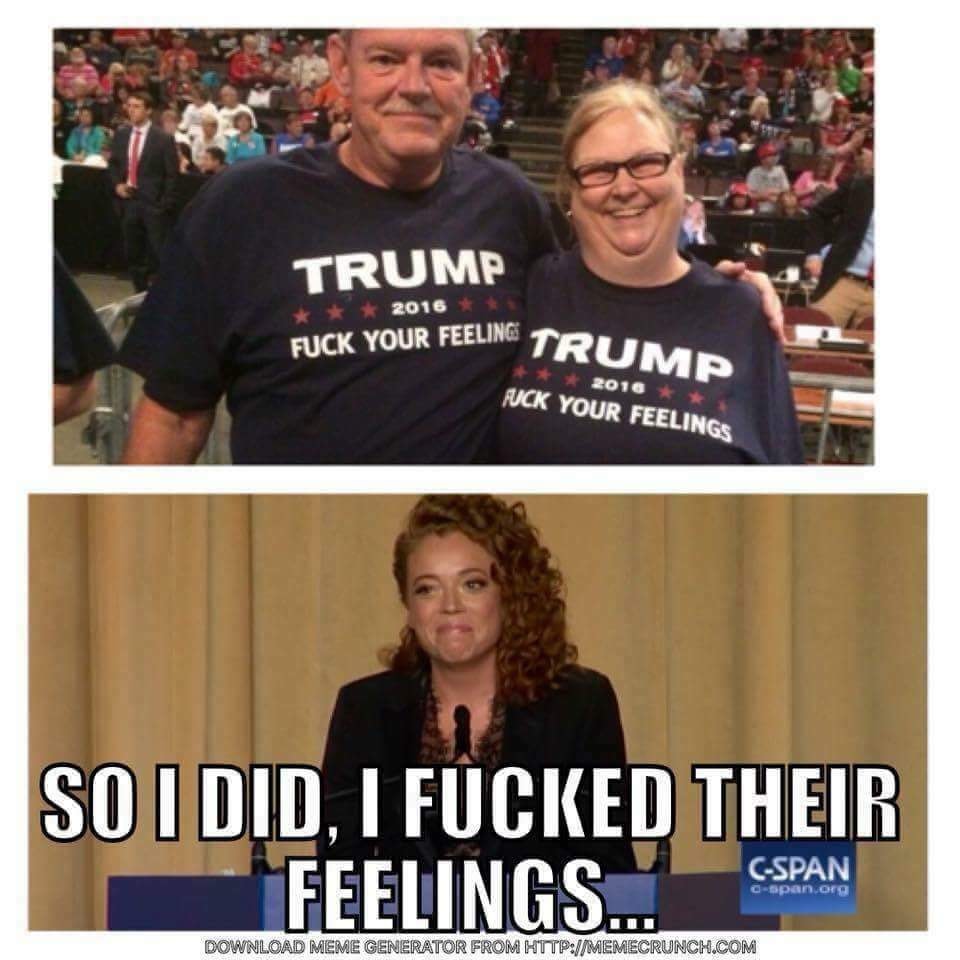 TRUMP
2016
FUCK YOUR FEELINGS
TRUMP
2016
FUCK YOUR FEELINGS
SO I DID, I FUCKED THEIR
FEELINGS...
C-SPAN
c-span.org
DOWNLOAD MEME GENERATOR FROM HTTP://MEMECRUNCH.COM